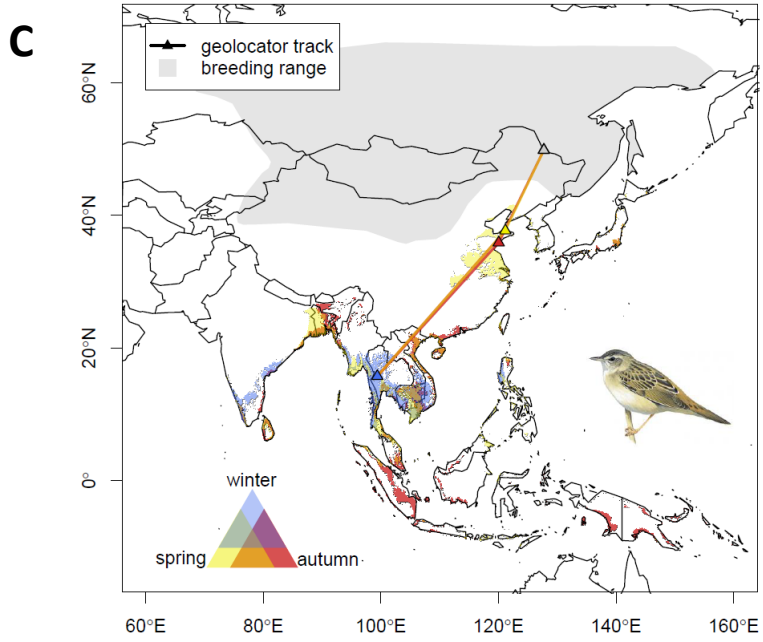 C
geolocator track
breeding range
60°N
40°N
20°N
0°
winter
spring
autumn
60°E
80°E
100°E
120°E
140°E
160°E